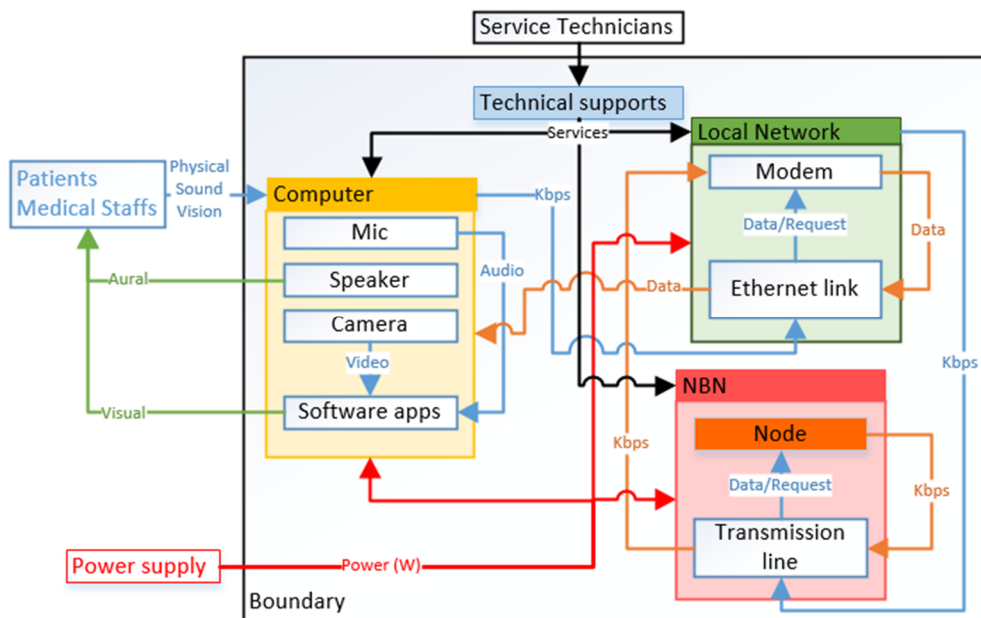 Service Technicians
Technical supports
Services
Local Network
Modem
Data/Request
Data
Ethernet link
Data
Kbps
Patients
Medical Staffs
Physical
Sound
Vision
Computer
Kbps
Mic
Audio
Speaker
Aural
Camera
Video
Software apps
Visual
NBN
Node
Kbps
Data/Request
Kbps
Transmission
line
Power supply
Power (W)
Boundary